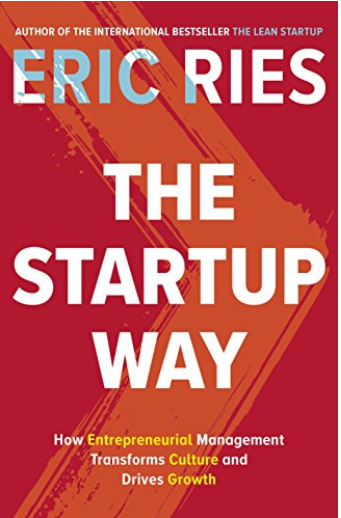 AUTHOR OF THE INTERNATIONAL BESTSELLER THE LEAN STARTUP
ERIC RIES
THE
STARTUP
WAY
How Entrepreneurial Management
Transforms Culture and
Drives Growth